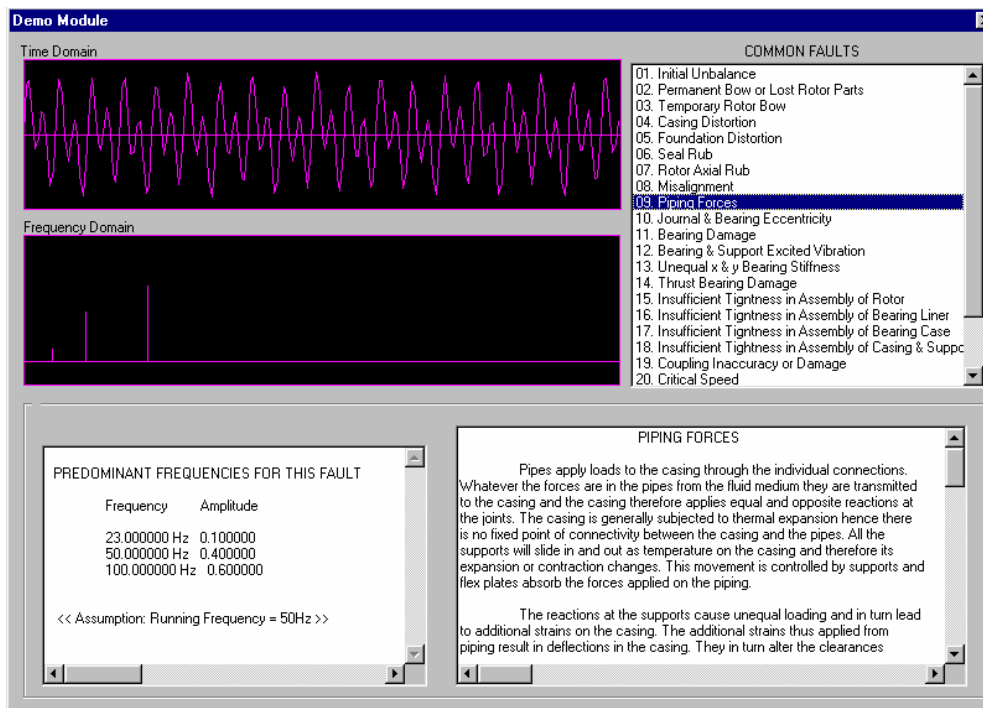 Demo Module
Time Domain
Frequency Domain
COMMON FAULTS
01. Initial Unbalance
02. Permanent Bow or Lost Rotor Parts
03. Temporary Rotor Bow
04. Casing Distortion
05. Foundation Distortion
06. Seal Rub
07. Rotor Axial Rub
08. Misalignment
09. Piping Forces
10. Journal & Bearing Eccentricity
11. Bearing Damage
12. Bearing & Support Excited Vibration
13. Unequal x & y Bearing Stiffness
14. Thrust Bearing Damage
15. Insufficient Tigntness in Assembly of Rotor
16. Insufficient Tigntness in Assembly of Bearing Liner
17. Insufficient Tigntness in Assembly of Bearing Case
18. Insufficient Tightness in Assembly of Casing & Suppc
19. Coupling Inaccuracy or Damage
20. Critical Speed
PREDOMINANT FREQUENCIES FOR THIS FAULT
Frequency Amplitude
23.000000 Hz 0.100000
50.000000 Hz 0.400000
100.000000 Hz 0.600000
<< Assumption: Running Frequency = 50Hz >>
PIPING FORCES
Pipes apply loads to the casing through the individual connections.
Whatever the forces are in the pipes from the fluid medium they are transmitted
to the casing and the casing therefore applies equal and opposite reactions at
the joints. The casing is generally subjected to thermal expansion hence there
is no fixed point of connectivity between the casing and the pipes. All the
supports will slide in and out as temperature on the casing and therefore its
expansion or contraction changes. This movement is controlled by supports and
flex plates absorb the forces applied on the piping.
The reactions at the supports cause unequal loading and in turn lead
to additional strains on the casing. The additional strains thus applied from
piping result in deflections in the casing. They in turn alter the clearances